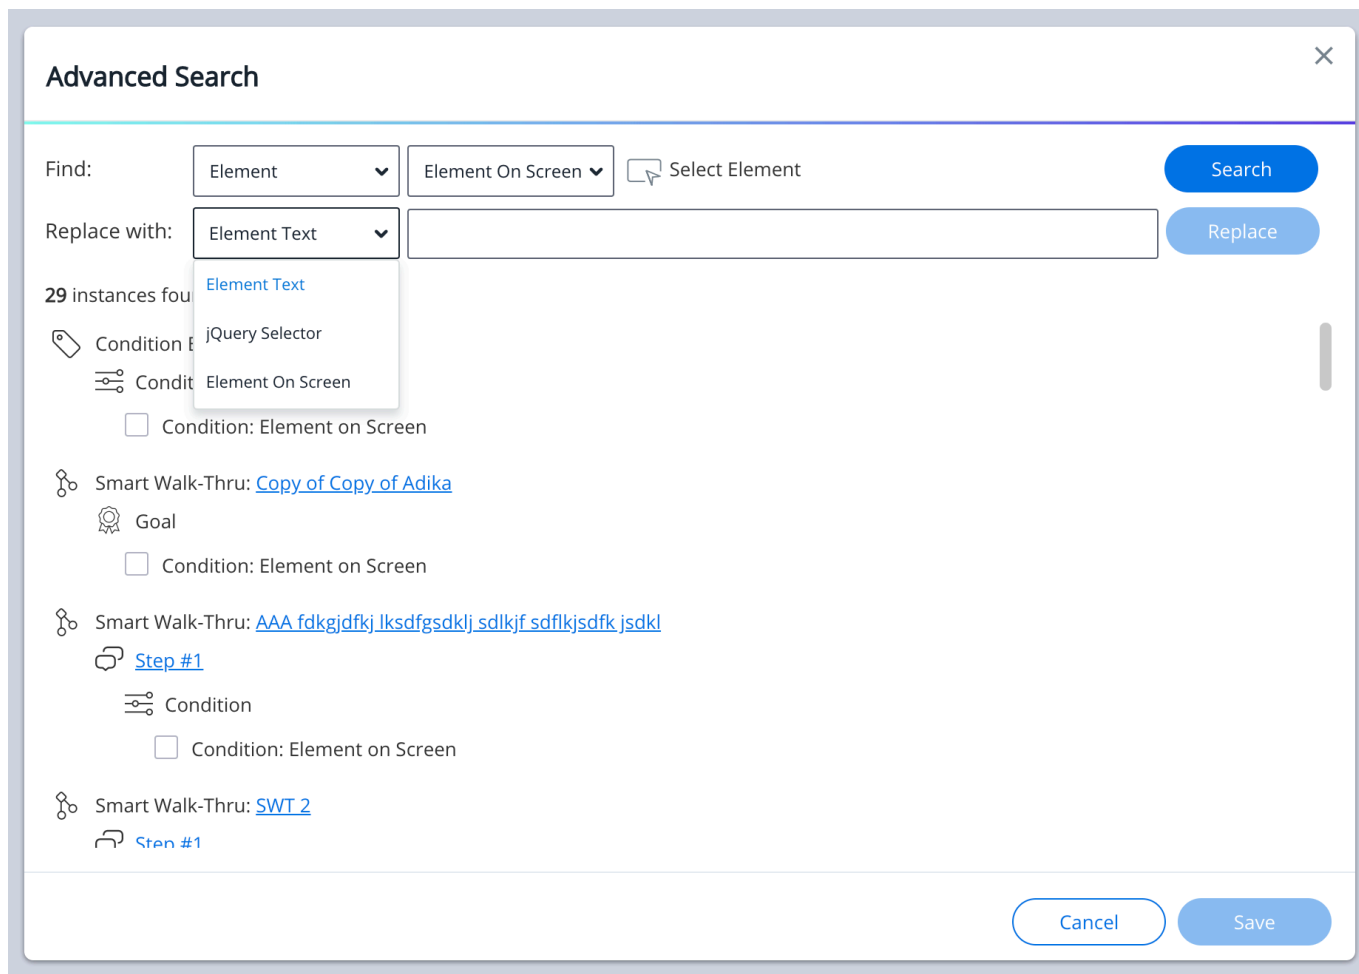 Advanced Search
Find:
Element
Element On Screen
Select Element
Search
Replace with:
Element Text
Replace
Element Text
jQuery Selector
Element On Screen
29 instances
Condition
Condition: Element on Screen
Smart Walk-Thru: Copy of Copy of Adika
Goal
Condition: Element on Screen
Smart Walk-Thru: AAA fdkgjdfkj lksdfgsdklj sdlkjf sdflkjsdfk jsdkl
Step #1
Condition
Condition: Element on Screen
Smart Walk-Thru: SWT 2
Step #1
Cancel
Save